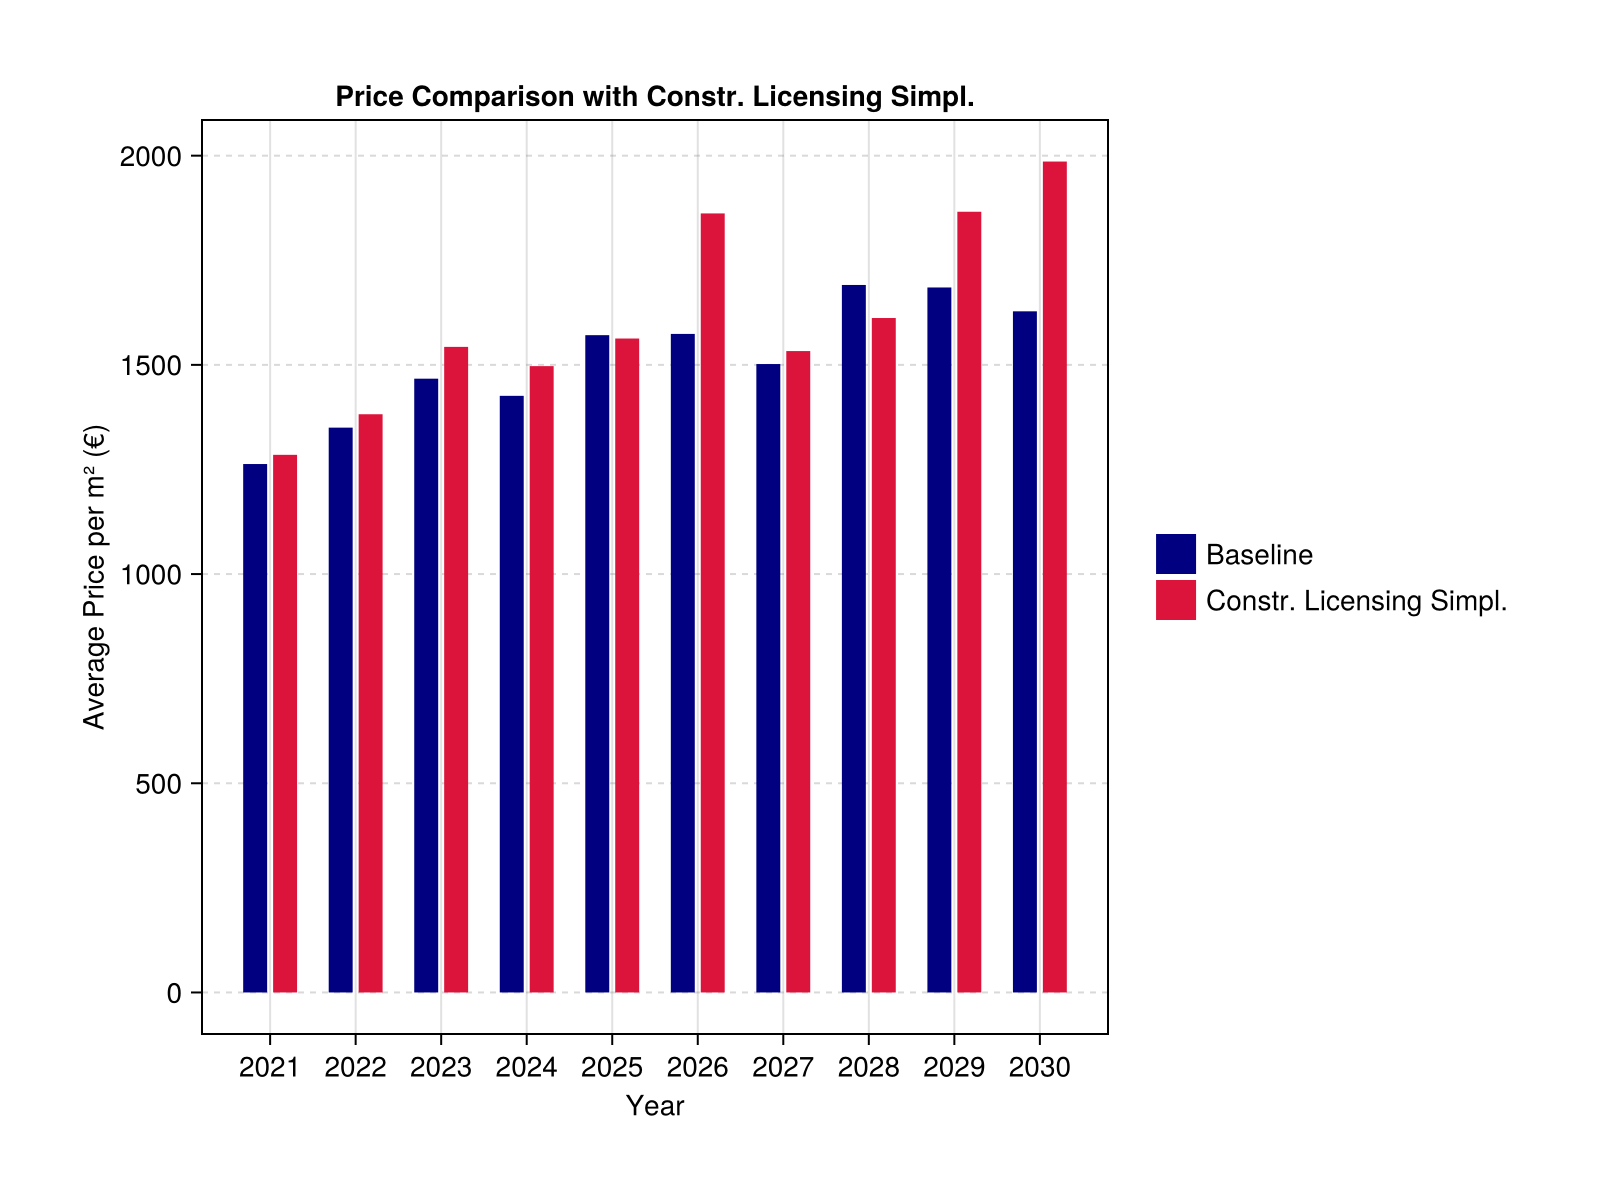 Price Comparison with Constr. Licensing Simpl.
2000
1500
1000
500
0
Average Price per m² (€)
2021 2022 2023 2024 2025 2026 2027 2028 2029 2030
Year
Baseline
Constr. Licensing Simpl.